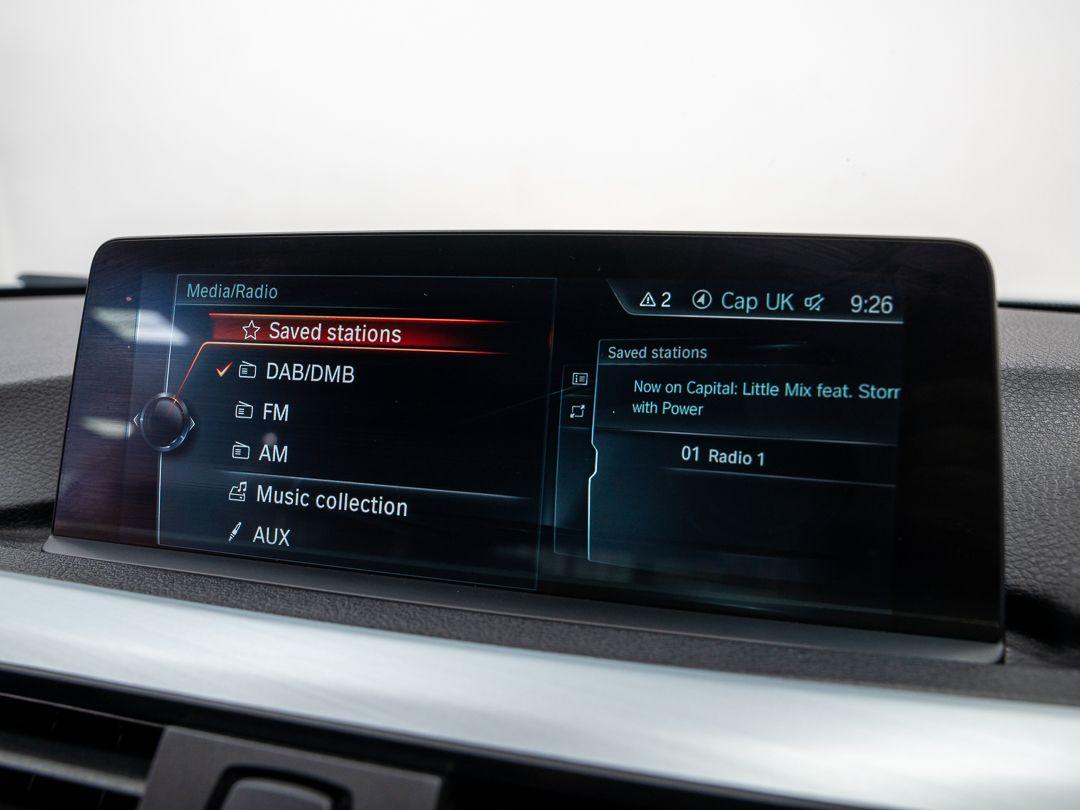 Media/Radio
Saved stations
DAB/DMB
FM
AM
Music collection
AUX
2 Cap UK 9:26
Saved stations
Now on Capital: Little Mix feat. Storr
with Power
01 Radio 1